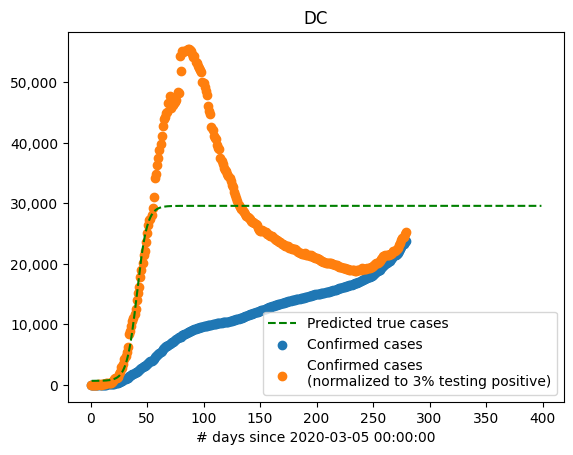 DC
50,000
40,000
30,000
20,000
10,000
0
Predicted true cases
Confirmed cases
Confirmed cases
(normalized to 3% testing positive)
0 50 100 150 200 250 300 350 400
# days since 2020-03-05 00:00:00